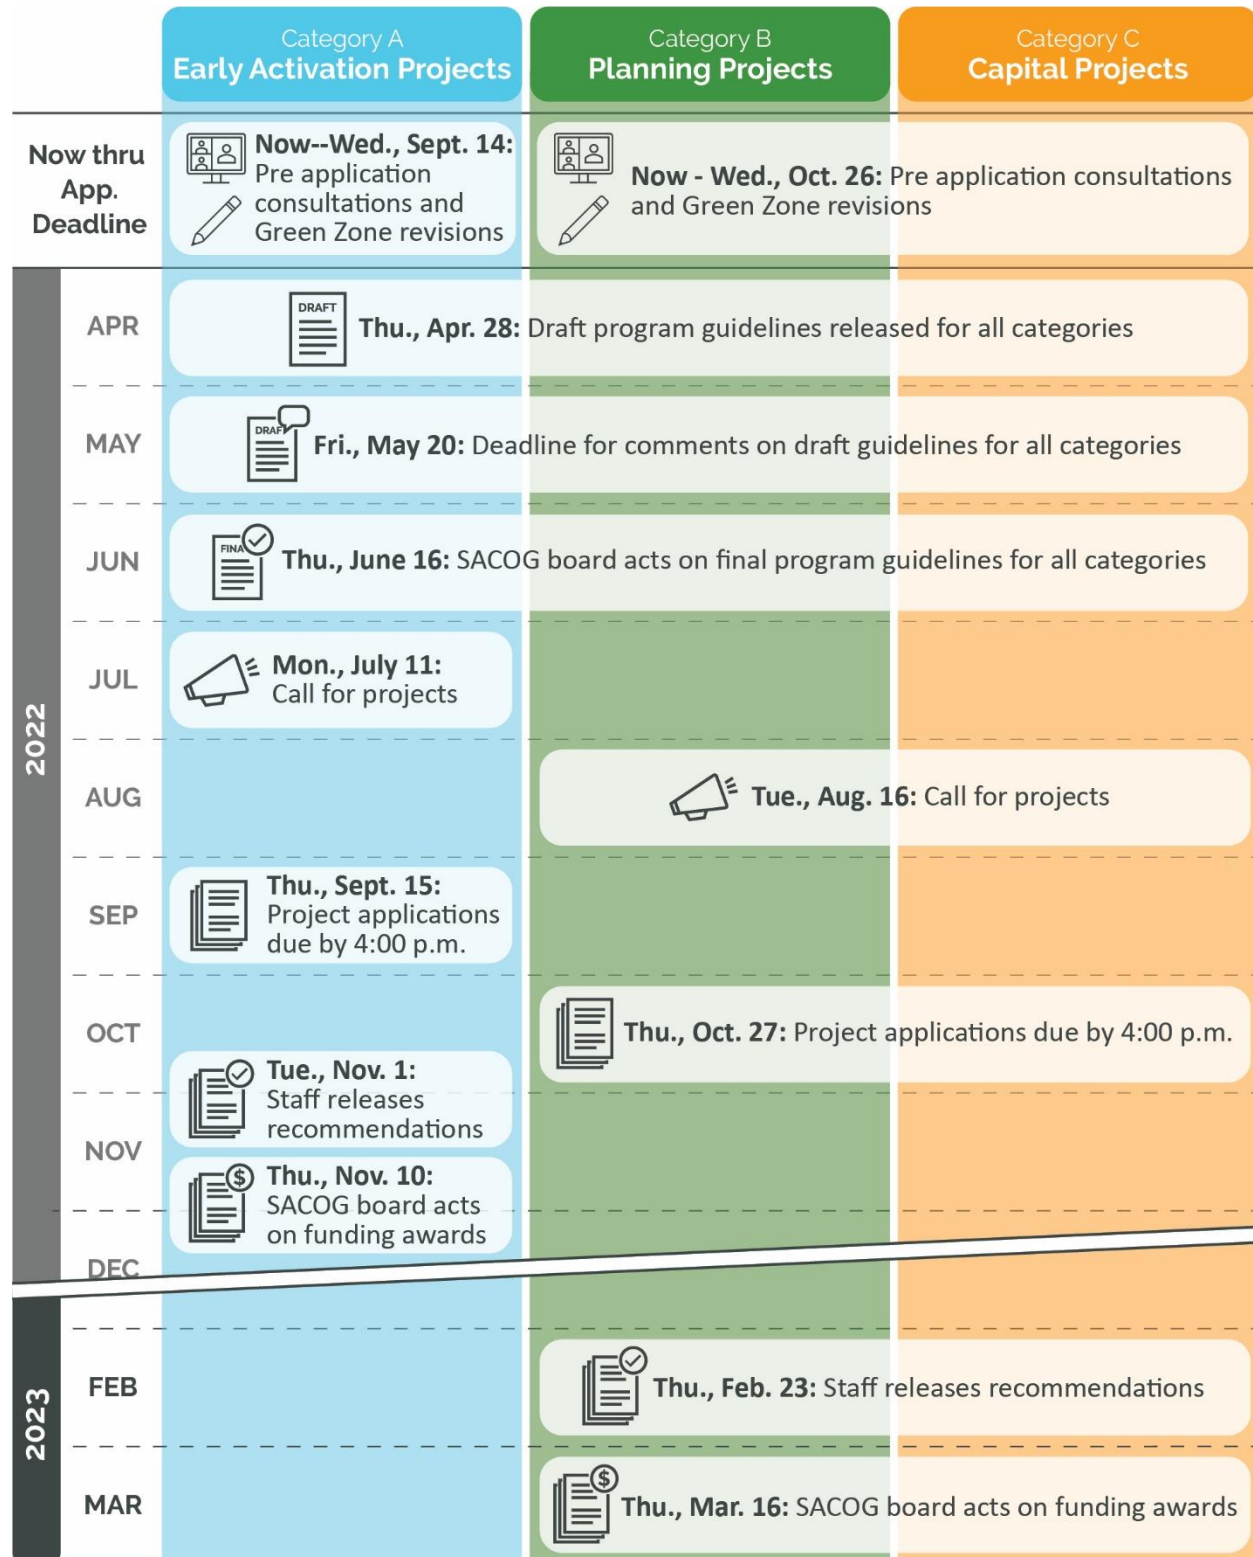 Category A
Early Activation Projects
Category B
Planning Projects
Category C
Capital Projects
Now thru
App.
Deadline
Now--Wed., Sept. 14:
Pre application
consultations and
Green Zone revisions
Now - Wed., Oct. 26: Pre application consultations
and Green Zone revisions
2022
APR
DRAFT
Thu., Apr. 28: Draft program guidelines released for all categories
MAY
DRAF
Fri., May 20: Deadline for comments on draft guidelines for all categories
JUN
FINA
Thu., June 16: SACOG board acts on final program guidelines for all categories
JUL
Mon., July 11:
Call for projects
AUG
Tue., Aug. 16: Call for projects
SEP
Thu., Sept. 15:
Project applications
due by 4:00 p.m.
OCT
Thu., Oct. 27: Project applications due by 4:00 p.m.
Tue., Nov. 1:
Staff releases
recommendations
NOV
$
Thu., Nov. 10:
SACOG board acts
on funding awards
DEC
2023
FEB
Thu., Feb. 23: Staff releases recommendations
MAR
$
Thu., Mar. 16: SACOG board acts on funding awards